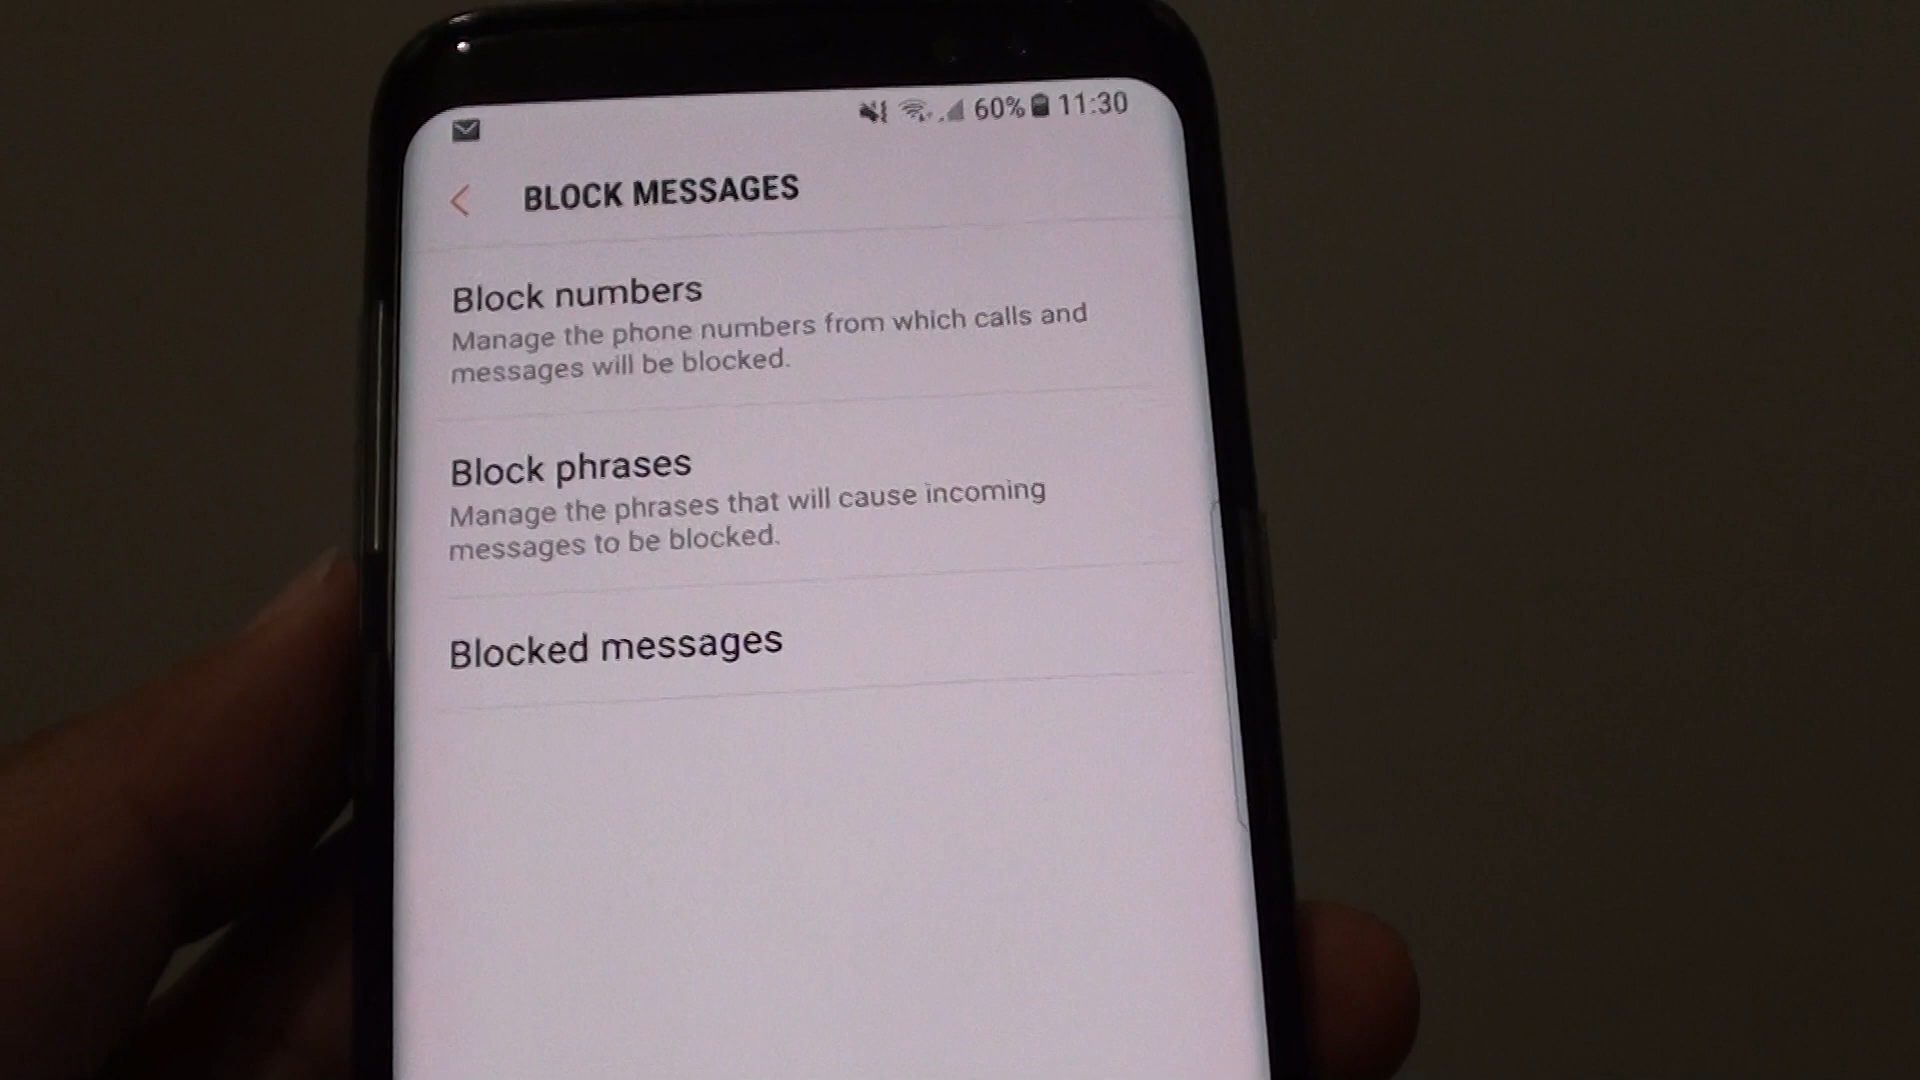 60% 11:30
BLOCK MESSAGES
Block numbers
Manage the phone numbers from which calls and
messages will be blocked.
Block phrases
Manage the phrases that will cause incoming
messages to be blocked.
Blocked messages